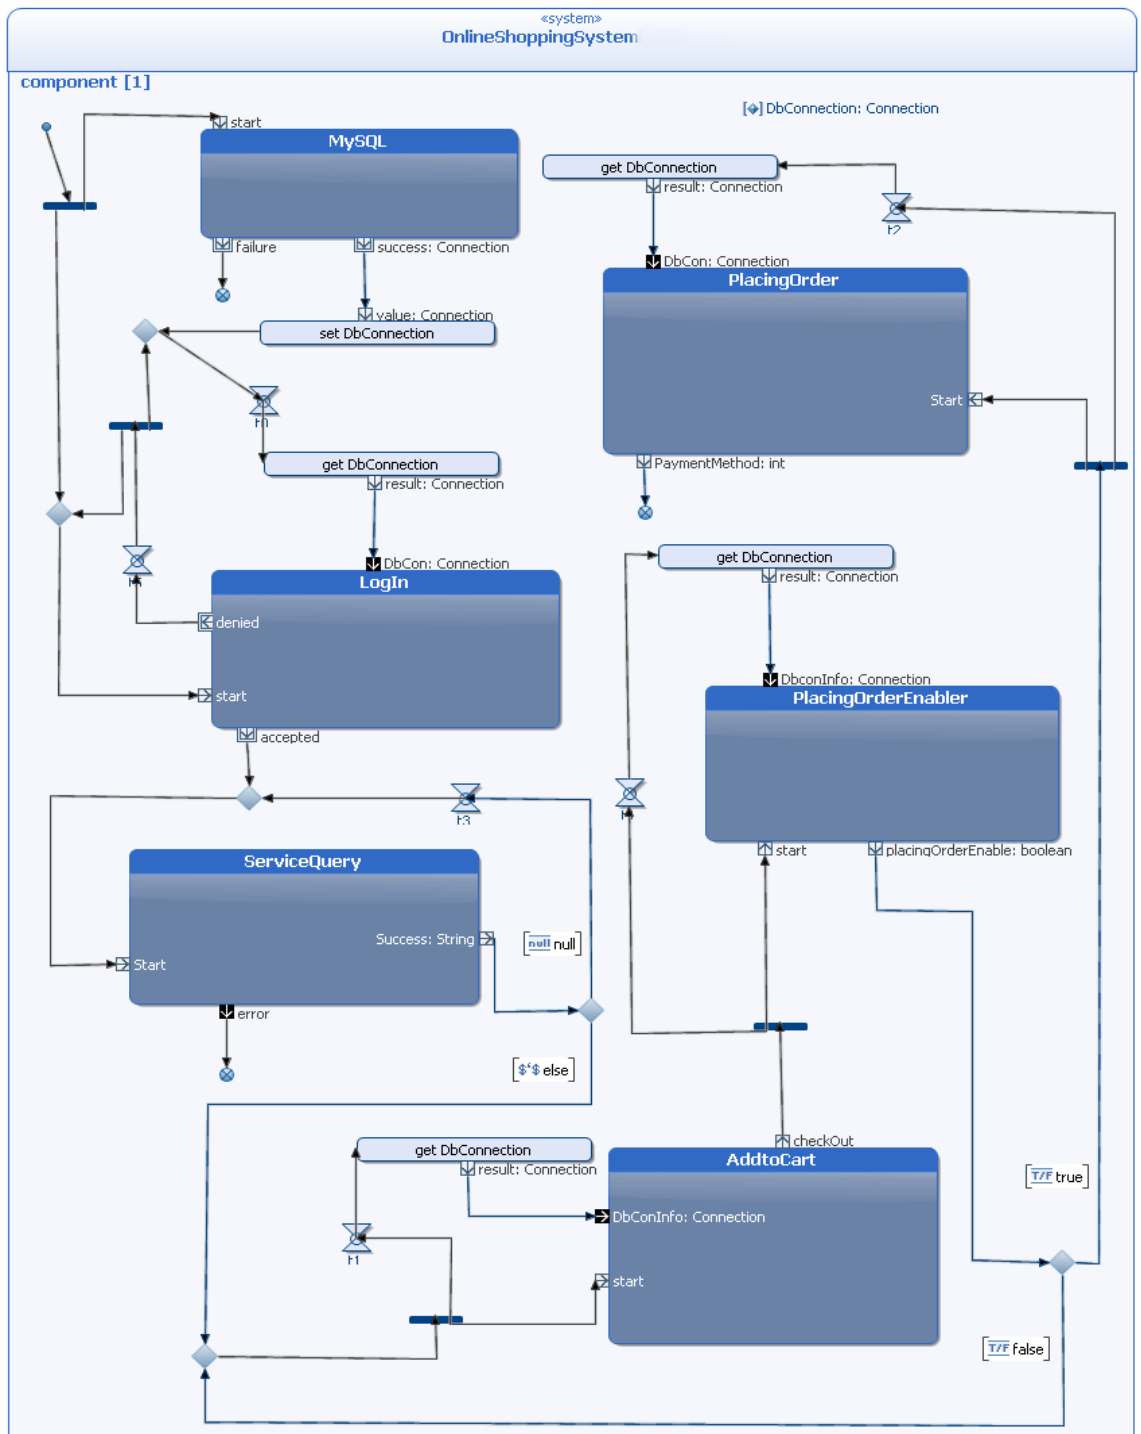 «system»
OnlineShoppingSystem
component [1]
DbConnection: Connection
start
MySQL
failure
success: Connection
value: Connection
set DbConnection
get DbConnection
result: Connection
DbCon: Connection
LogIn
denied
start
accepted
t3
ServiceQuery
Success: String
Start
error
null null
$'$ else
get DbConnection
result: Connection
t2
DbCon: Connection
PlacingOrder
Start
PaymentMethod: int
get DbConnection
result: Connection
DbconInfo: Connection
PlacingOrderEnabler
start
placingOrderEnable: boolean
checkOut
get DbConnection
result: Connection
AddtoCart
DbConInfo: Connection
t1
start
T/F true
T/F false